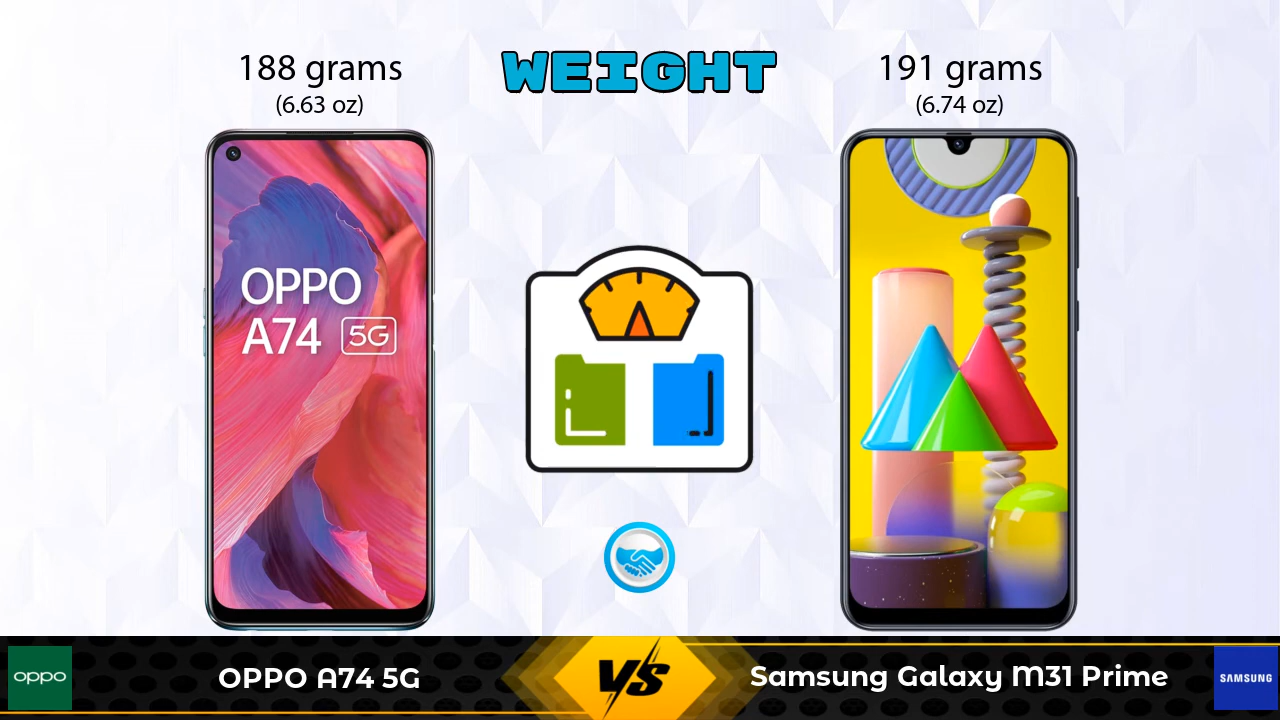 WEIGHT
188 grams
(6.63 oz)
191 grams
(6.74 oz)
OPPO
A74 5G
oppo
OPPO A74 5G
VS
Samsung Galaxy M31 Prime
SAMSUNG